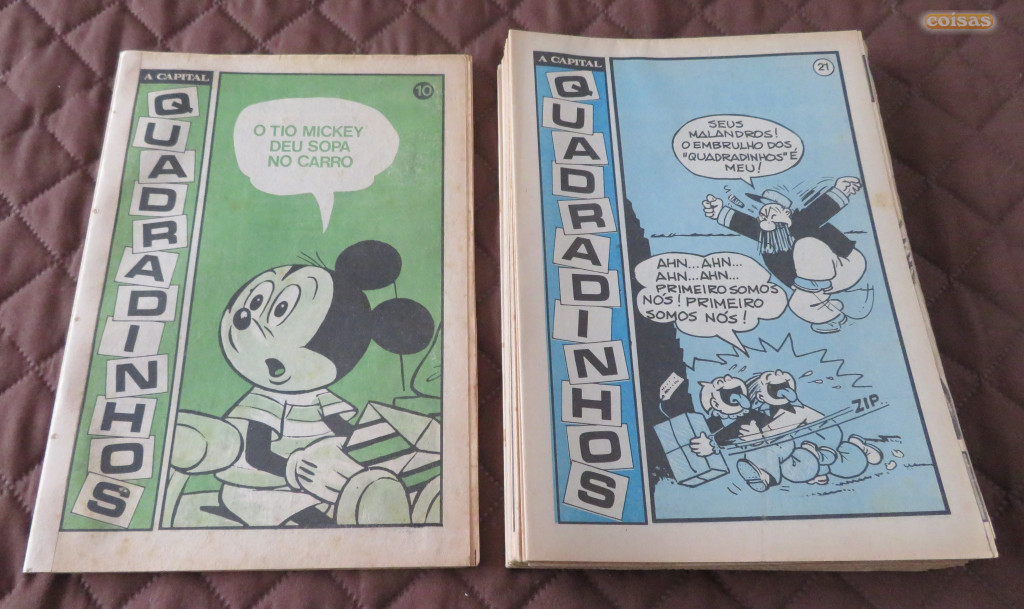 coisas
A CAPITAL
QUADRADINHOS
10
O TIO MICKEY
DEU SOPA
NO CARRO
A CAPITAL
QUADRADINHOS
21
SEUS
MALANDROS!
O EMBRULHO DOS
"QUADRADINHOS" É
MEU!
AHN...AHN...
AHN...AHN...
PRIMEIRO SOMOS
NÓS! PRIMEIRO
SOMOS NÓS!
ZIP...